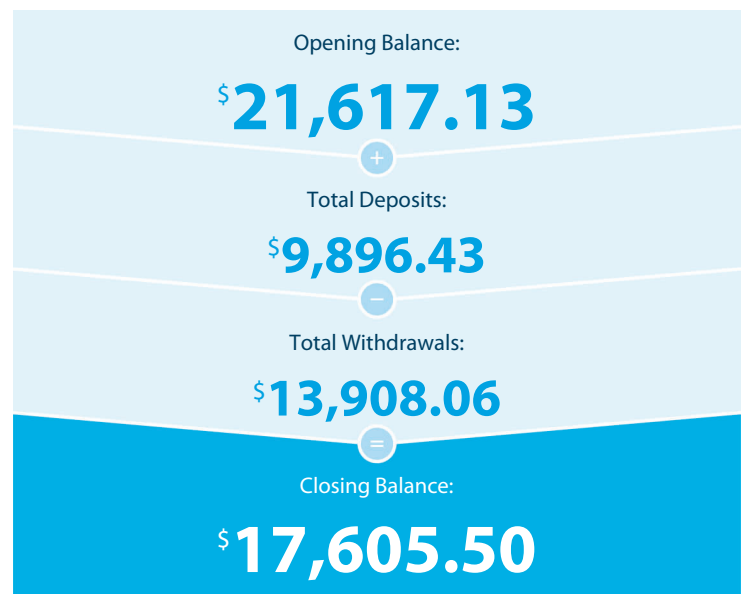 Opening Balance:
$21,617.13
+
Total Deposits:
$9,896.43
−
Total Withdrawals:
$13,908.06
=
Closing Balance:
$17,605.50